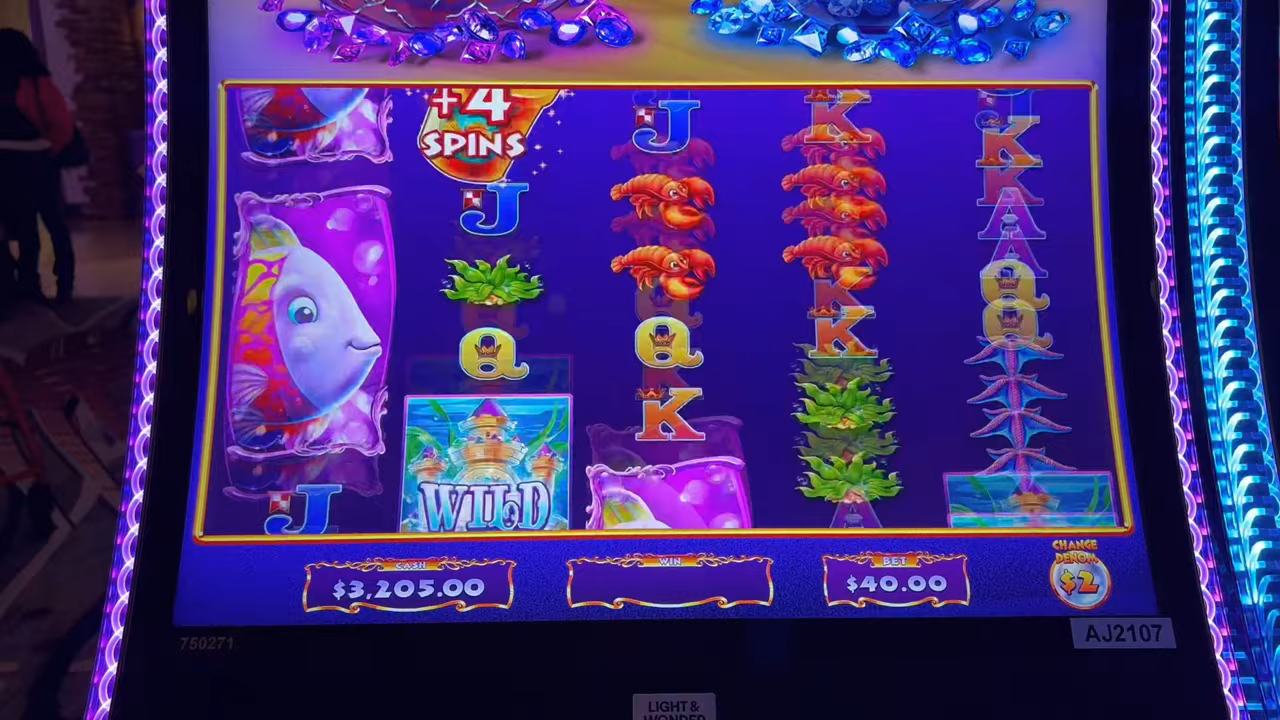 +4
SPINS
J
K
J
K
J
K
A
A
Q
Q
Q
Q
K
K
K
WILD
J
CHANGE
DENOM
CASH
WIN
BET
$3,205.00
$40.00
$2
750271
AJ2107
LIGHT &
WONDER